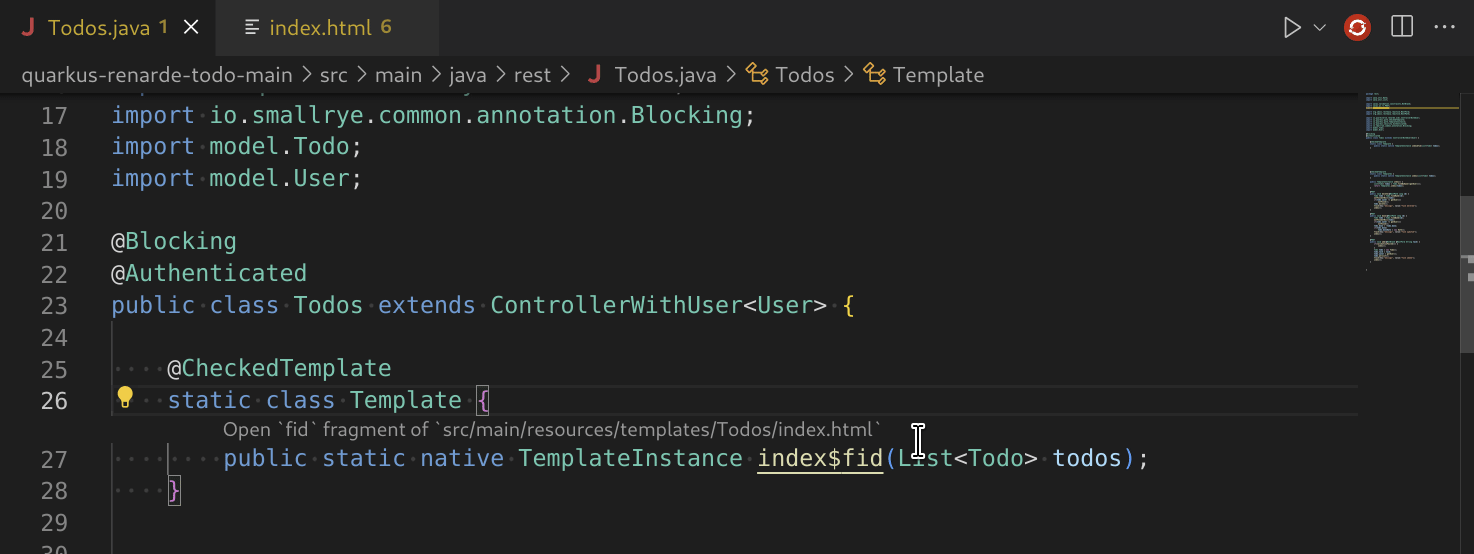 Todos.java 1
index.html 6
quarkus-renarde-todo-main > src > main > java > rest > Todos.java > Todos > Template
17 import io.smallrye.common.annotation.Blocking;
18 import model.Todo;
19 import model.User;
20
21 @Blocking
22 @Authenticated
23 public class Todos extends ControllerWithUser<User> {
24
25 @CheckedTemplate
26 static class Template {
Open `fid` fragment of `src/main/resources/templates/Todos/index.html`
27 public static native TemplateInstance index$fid(List<Todo> todos);
28 }
29
30